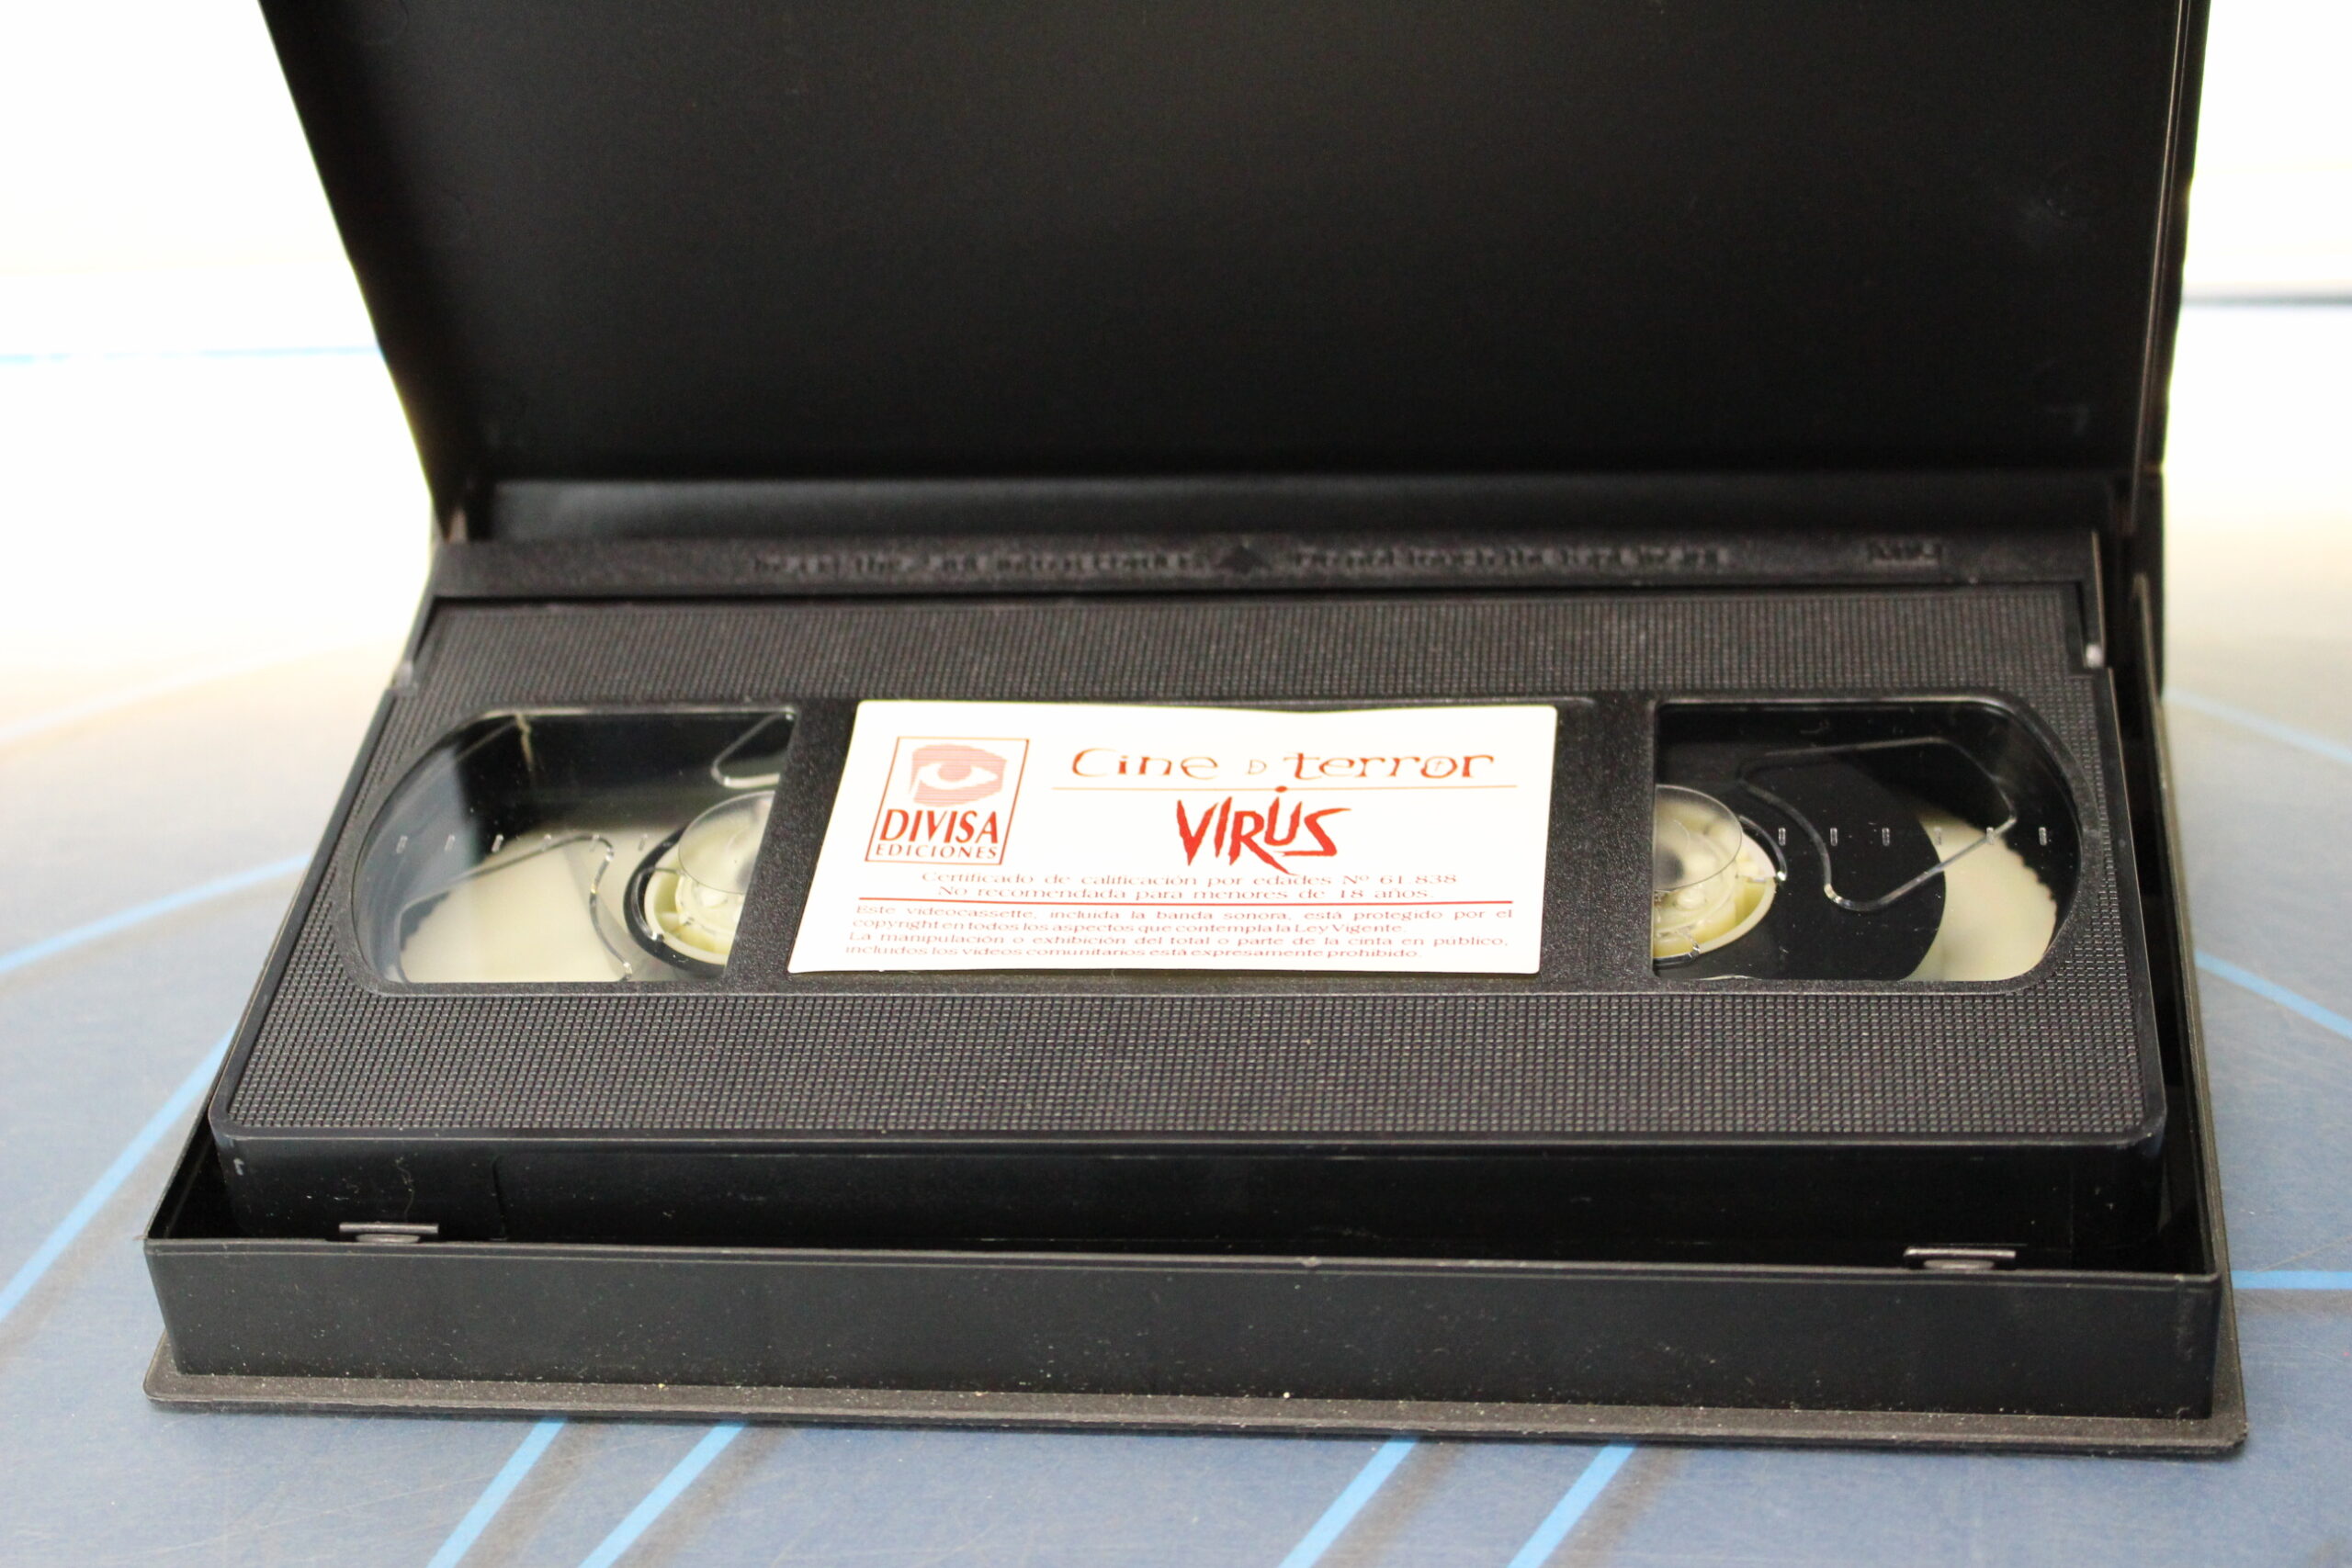 DIVISA
EDICIONES
Cine D terror
VIRUS
Certificado de calificación por edades Nº 61.838
No recomendada para menores de 18 años.
Este videocassette, incluida la banda sonora, está protegido por el
copyright en todos los aspectos que contempla la Ley Vigente.
La manipulación o exhibición del total o parte de la cinta en público,
incluidos los vídeos comunitarios está expresamente prohibido.